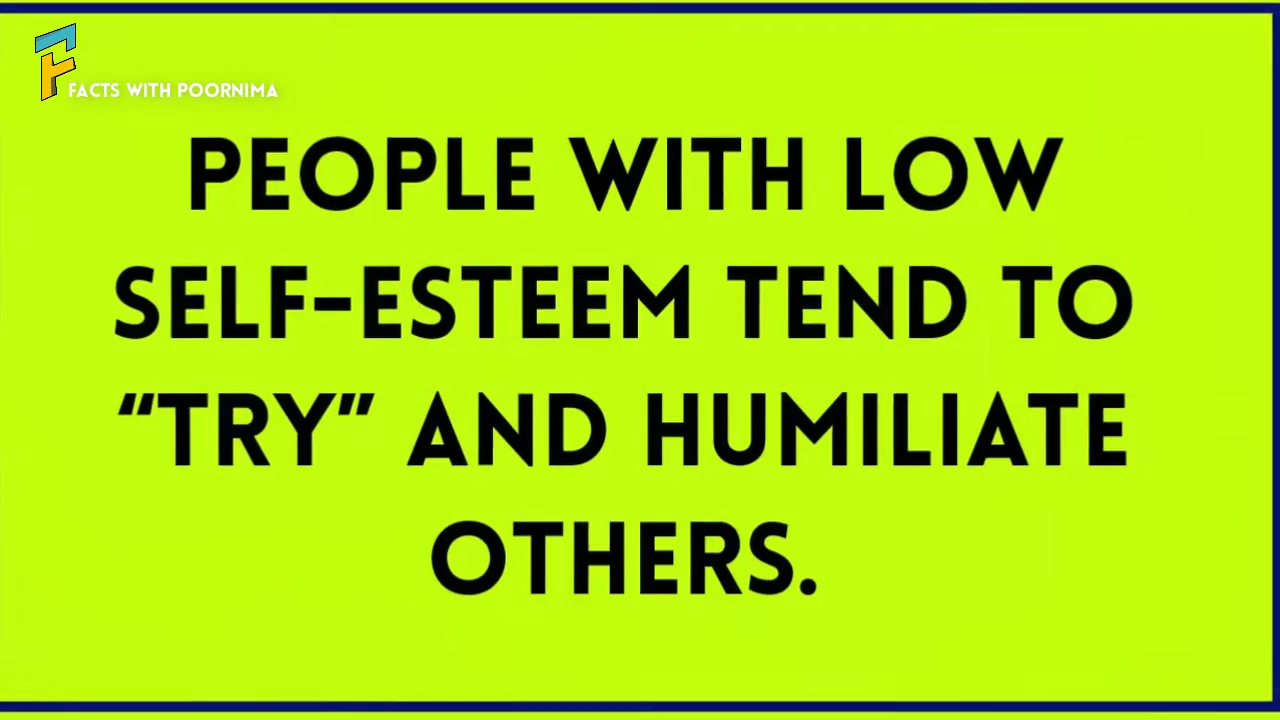 FACTS WITH POORNIMA
PEOPLE WITH LOW
SELF-ESTEEM TEND TO
“TRY” AND HUMILIATE
OTHERS.